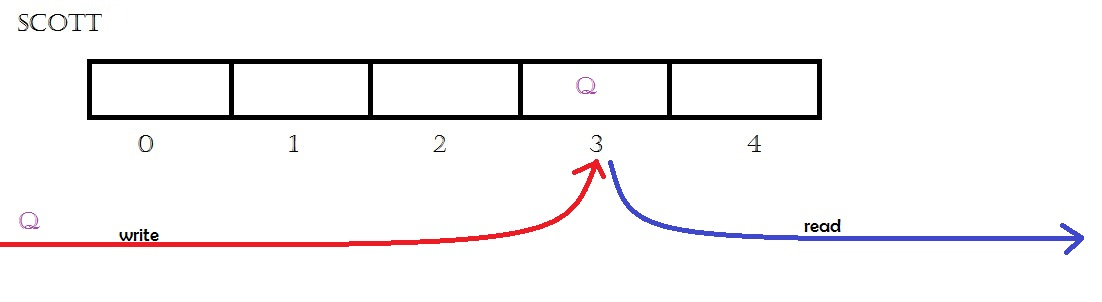 SCOTT
Q
0 1 2 3 4
Q
write
read